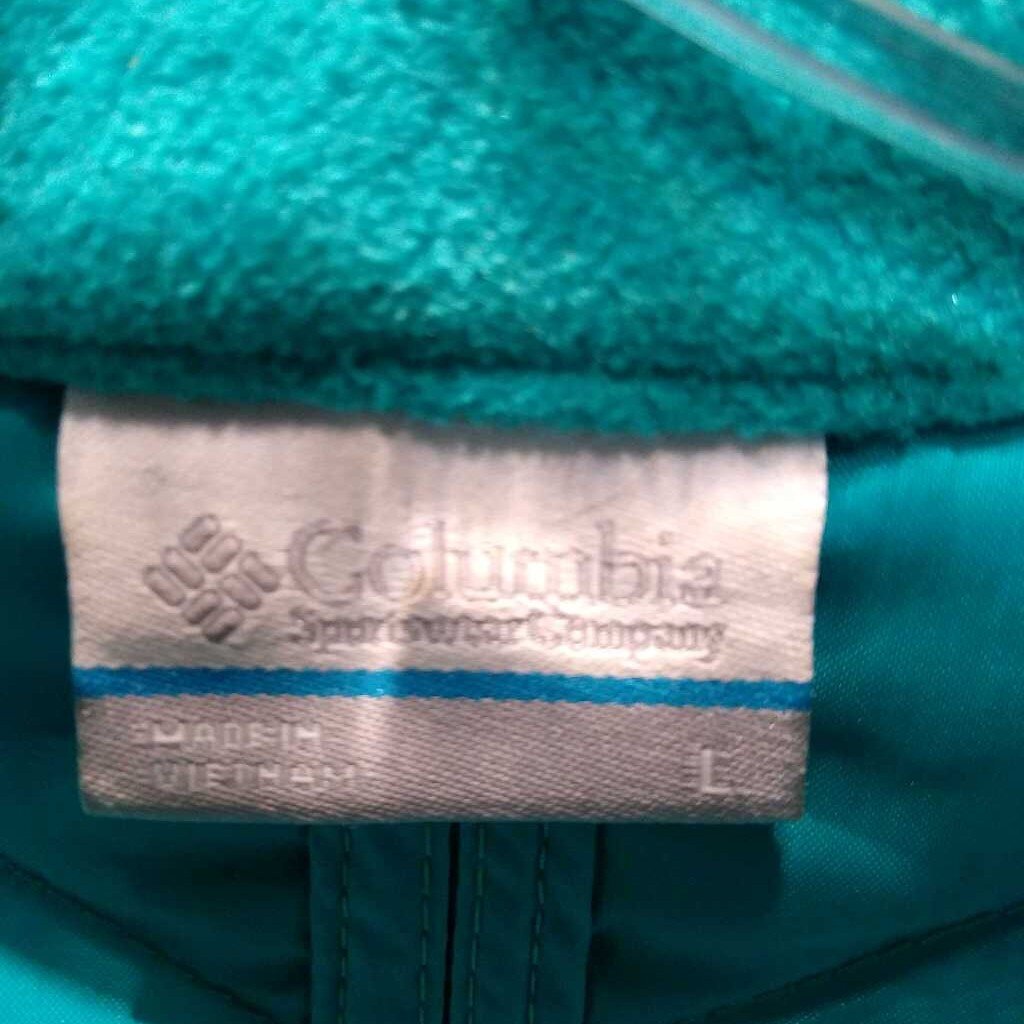 Columbia
Sportswear Company
MADE IN
VIETNAM
L